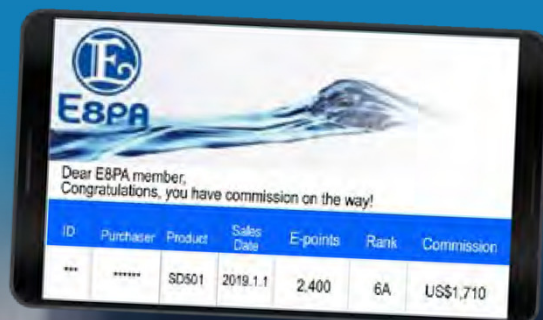 E
E8PA
Dear E8PA member,
Congratulations, you have commission on the way!
ID Purchaser Product Sales Date E-points Rank Commission
*** ****** SD501 2019.1.1 2,400 6A US$1,710